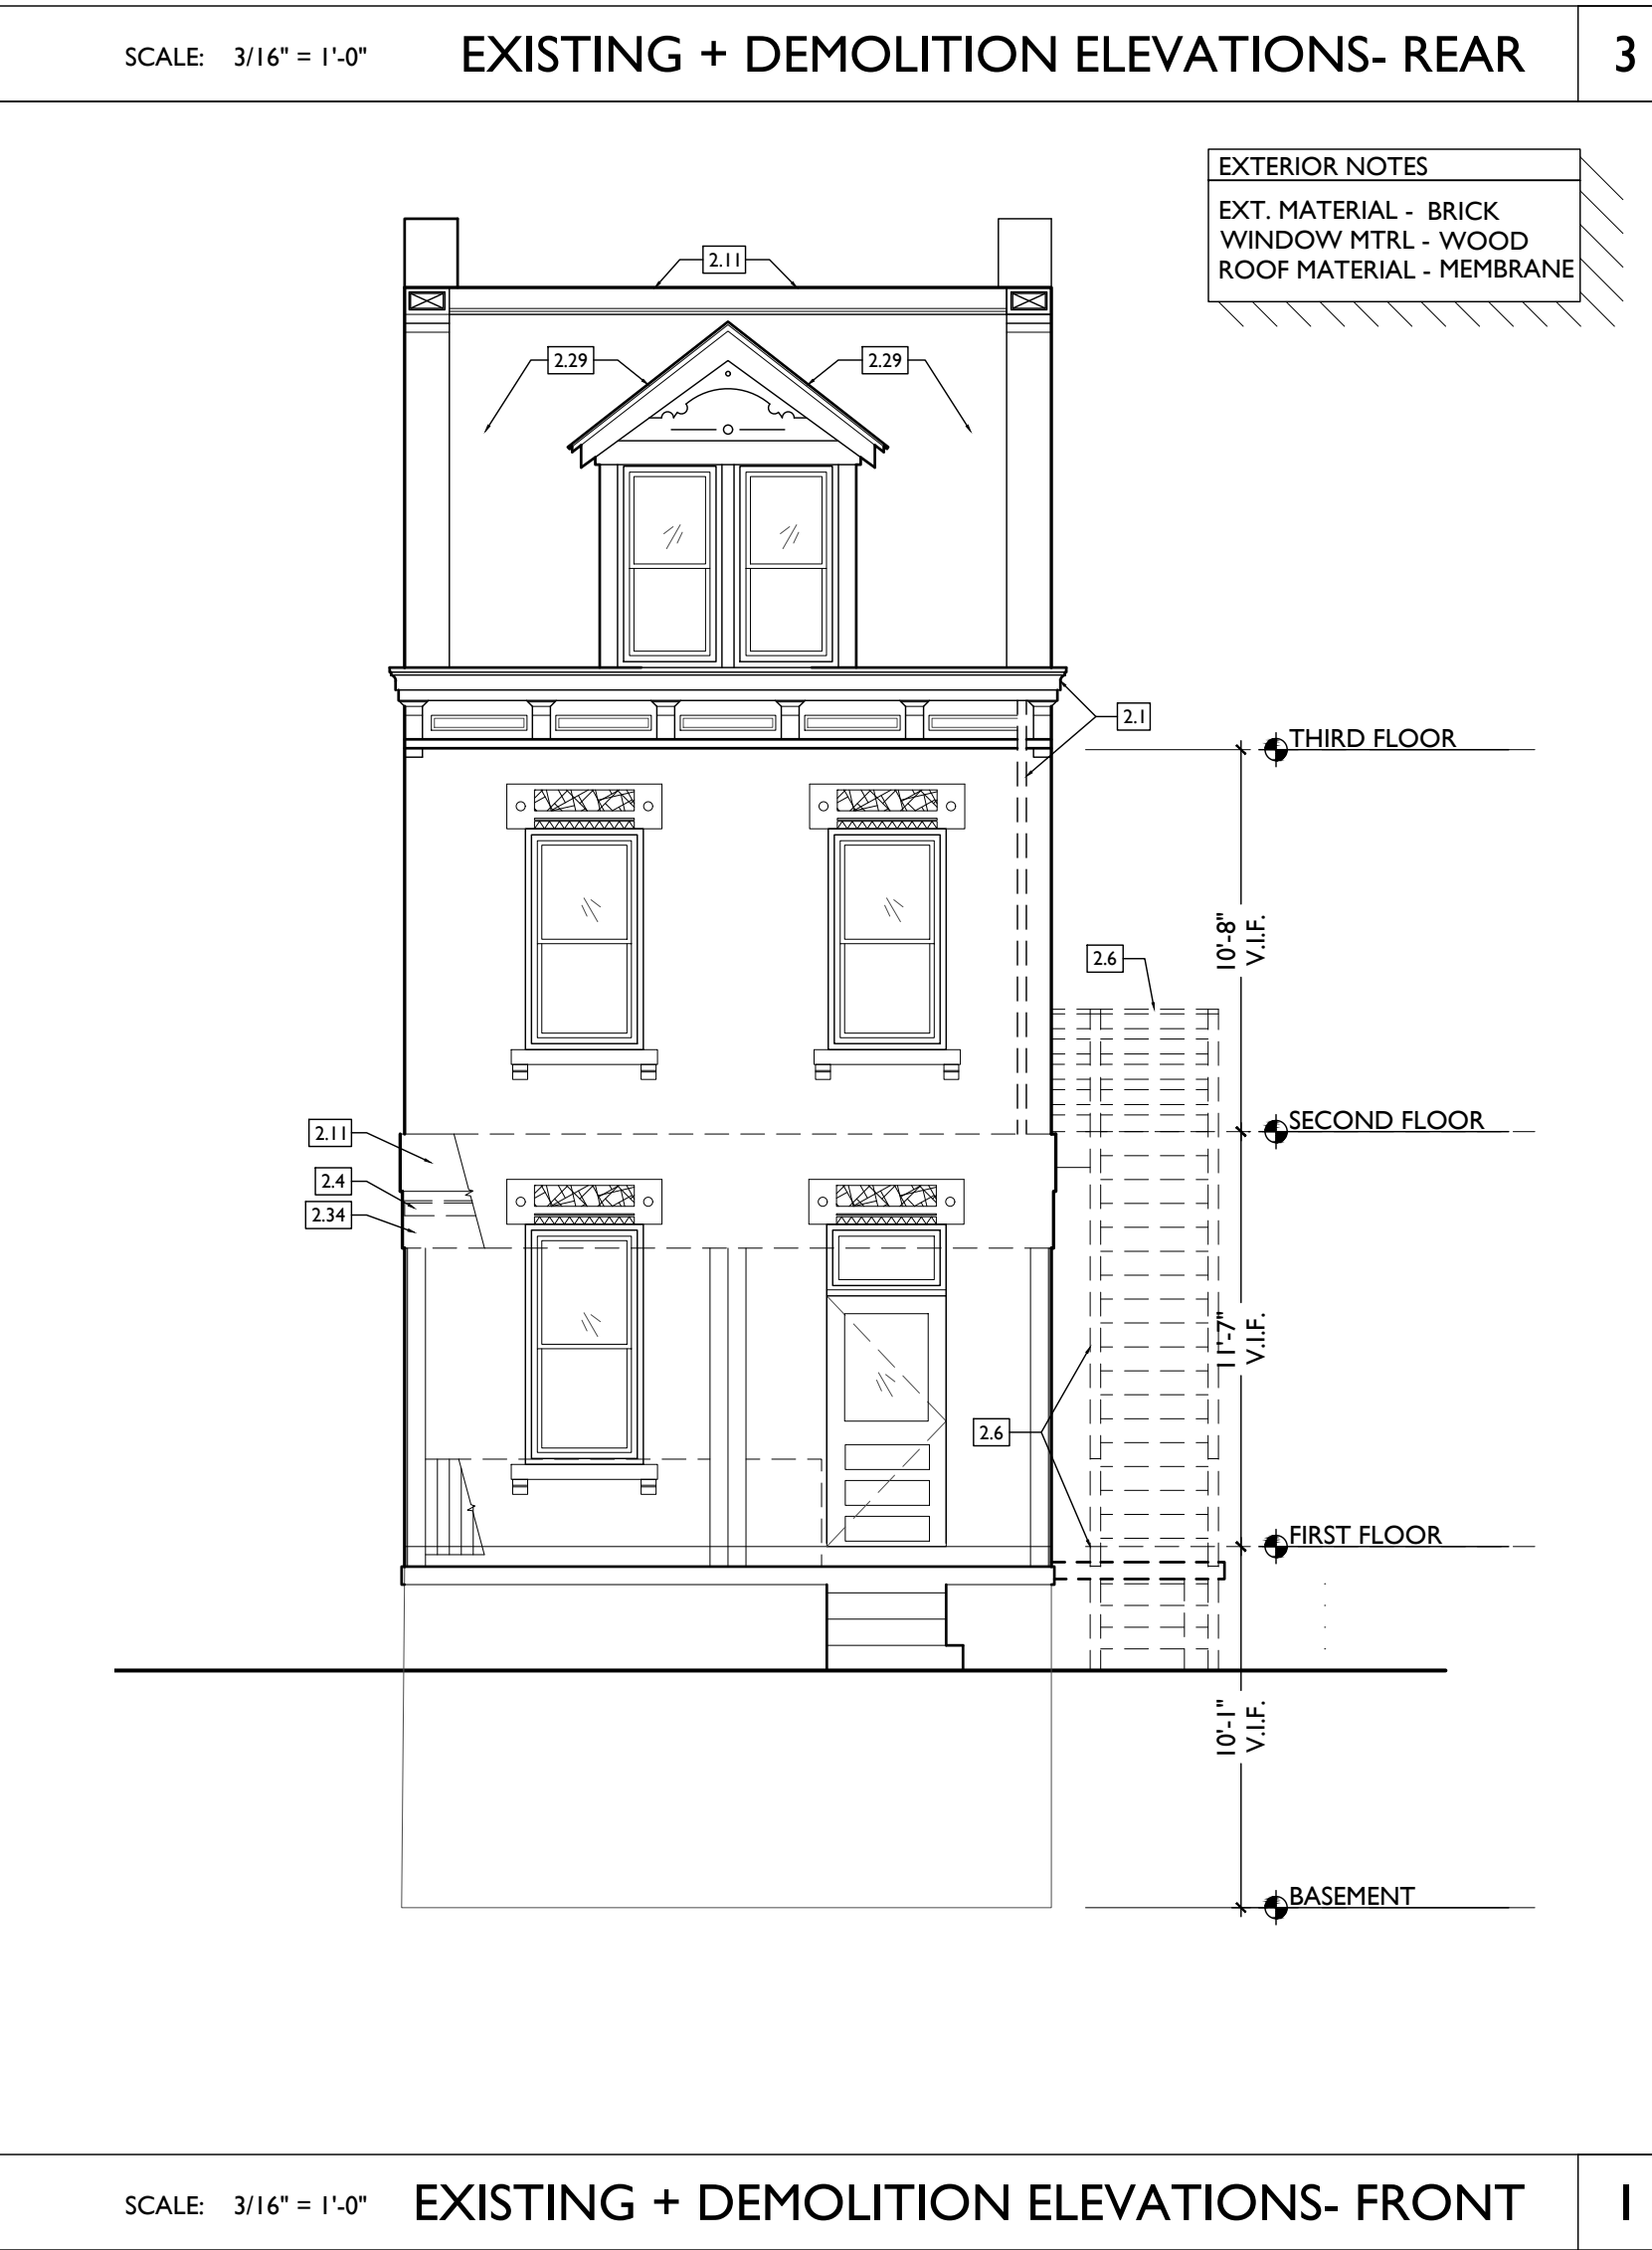 SCALE: 3/16" = 1'-0" EXISTING + DEMOLITION ELEVATIONS- REAR 3
EXTERIOR NOTES
EXT. MATERIAL - BRICK
WINDOW MTRL - WOOD
ROOF MATERIAL - MEMBRANE
2.11
2.29 2.29
2.1
THIRD FLOOR
10'-8"
V.I.F.
2.6
SECOND FLOOR
2.11
2.4
2.34
11'-7"
V.I.F.
2.6
FIRST FLOOR
10'-1"
V.I.F.
BASEMENT
SCALE: 3/16" = 1'-0" EXISTING + DEMOLITION ELEVATIONS- FRONT 1